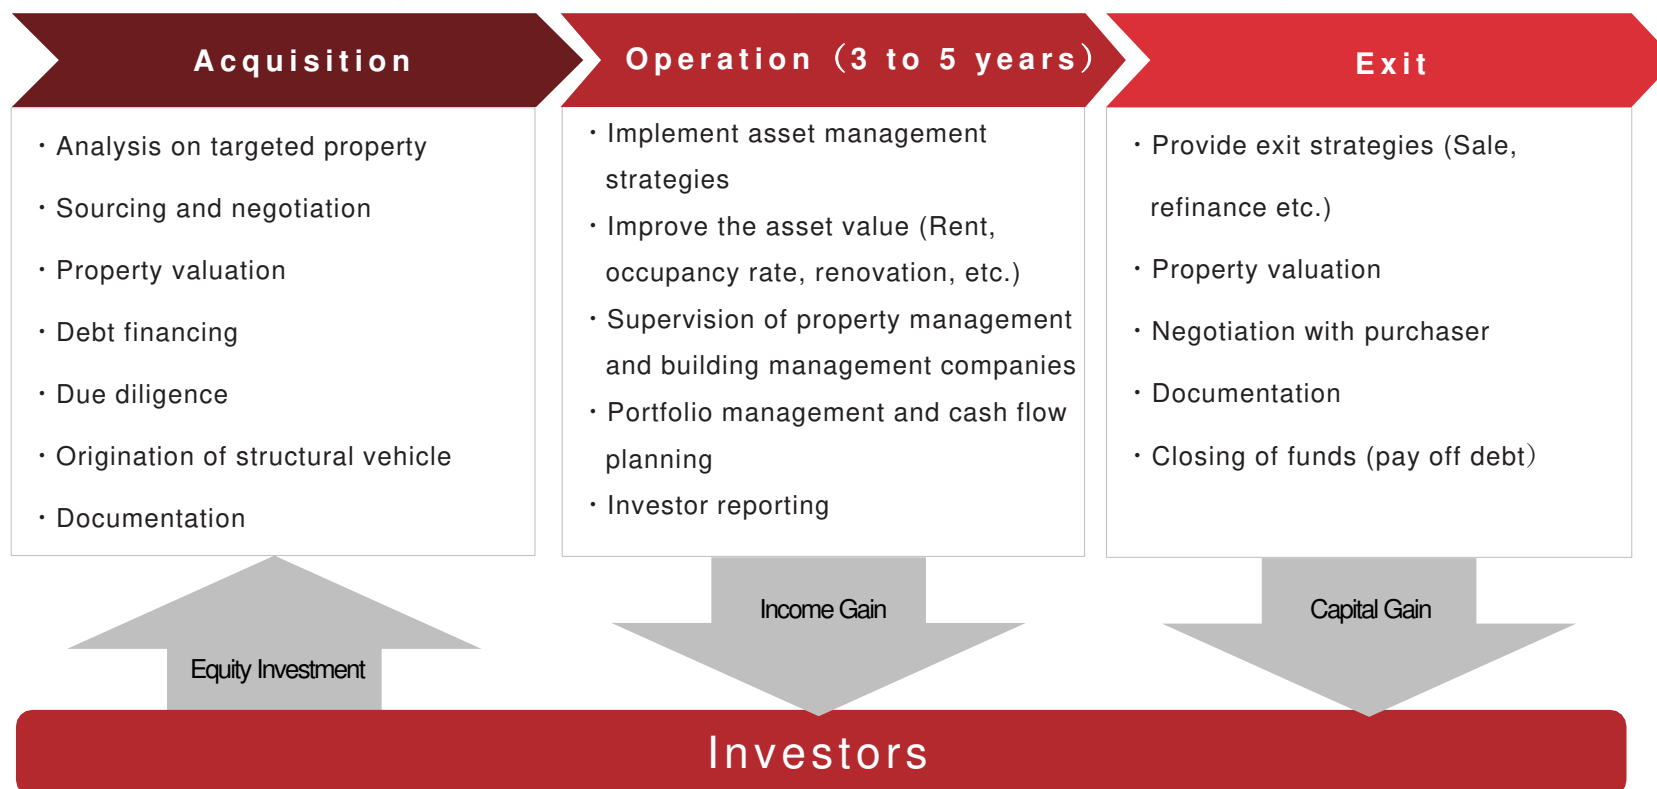 Acquisition
・Analysis on targeted property
・Sourcing and negotiation
・Property valuation
・Debt financing
・Due diligence
・Origination of structural vehicle
・Documentation
Operation（3 to 5 years）
・Implement asset management
strategies
・Improve the asset value (Rent,
occupancy rate, renovation, etc.)
・Supervision of property management
and building management companies
・Portfolio management and cash flow
planning
・Investor reporting
Exit
・Provide exit strategies (Sale,
refinance etc.)
・Property valuation
・Negotiation with purchaser
・Documentation
・Closing of funds (pay off debt）
Equity Investment
Income Gain
Capital Gain
Investors